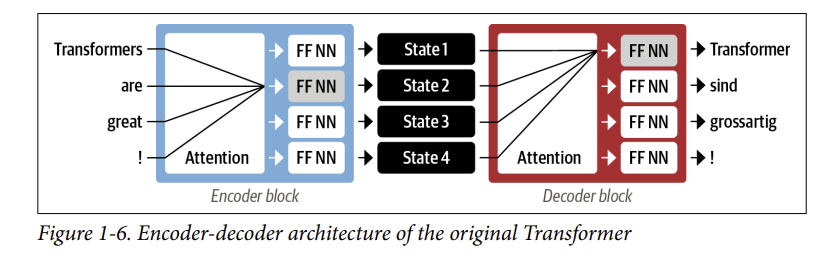 Transformers FF NN State 1 FF NN Transformer
are FF NN State 2 FF NN sind
great FF NN State 3 FF NN grossartig
! Attention FF NN State 4 Attention FF NN !
Encoder block Decoder block
Figure 1-6. Encoder-decoder architecture of the original Transformer